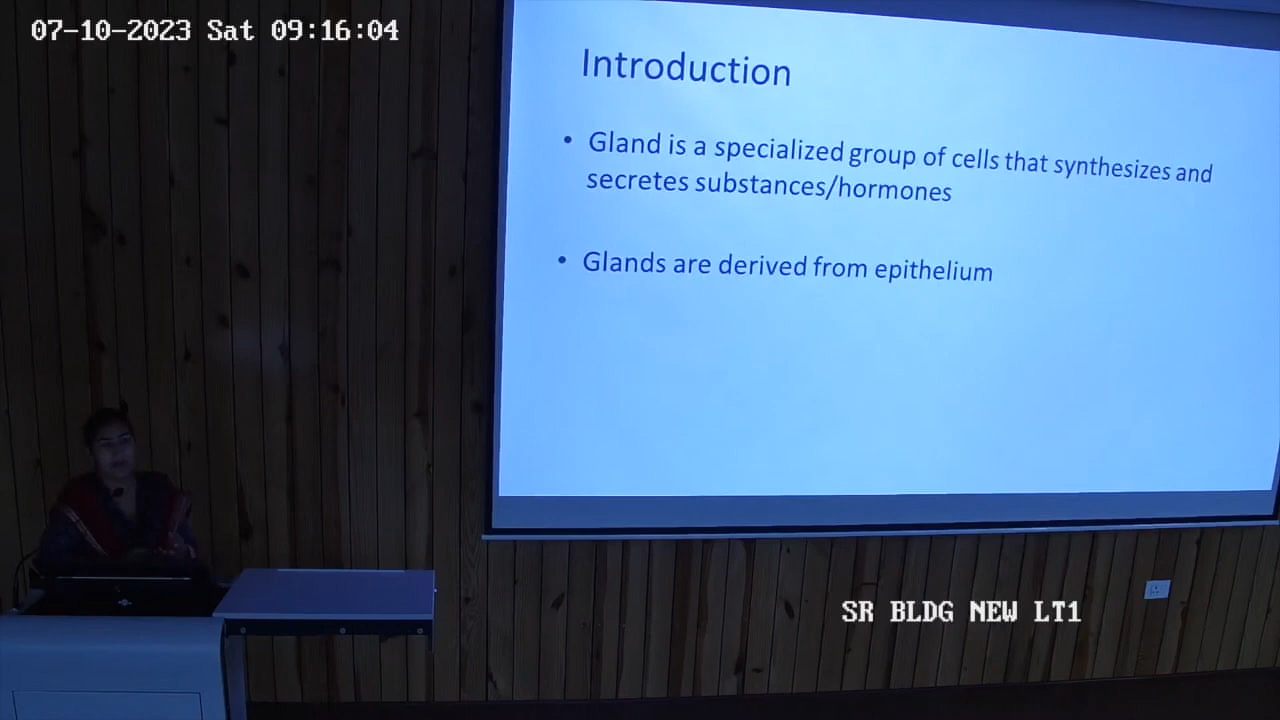 07-10-2023 Sat 09:16:04
Introduction
• Gland is a specialized group of cells that synthesizes and
secretes substances/hormones
• Glands are derived from epithelium
SR BLDG NEW LT1